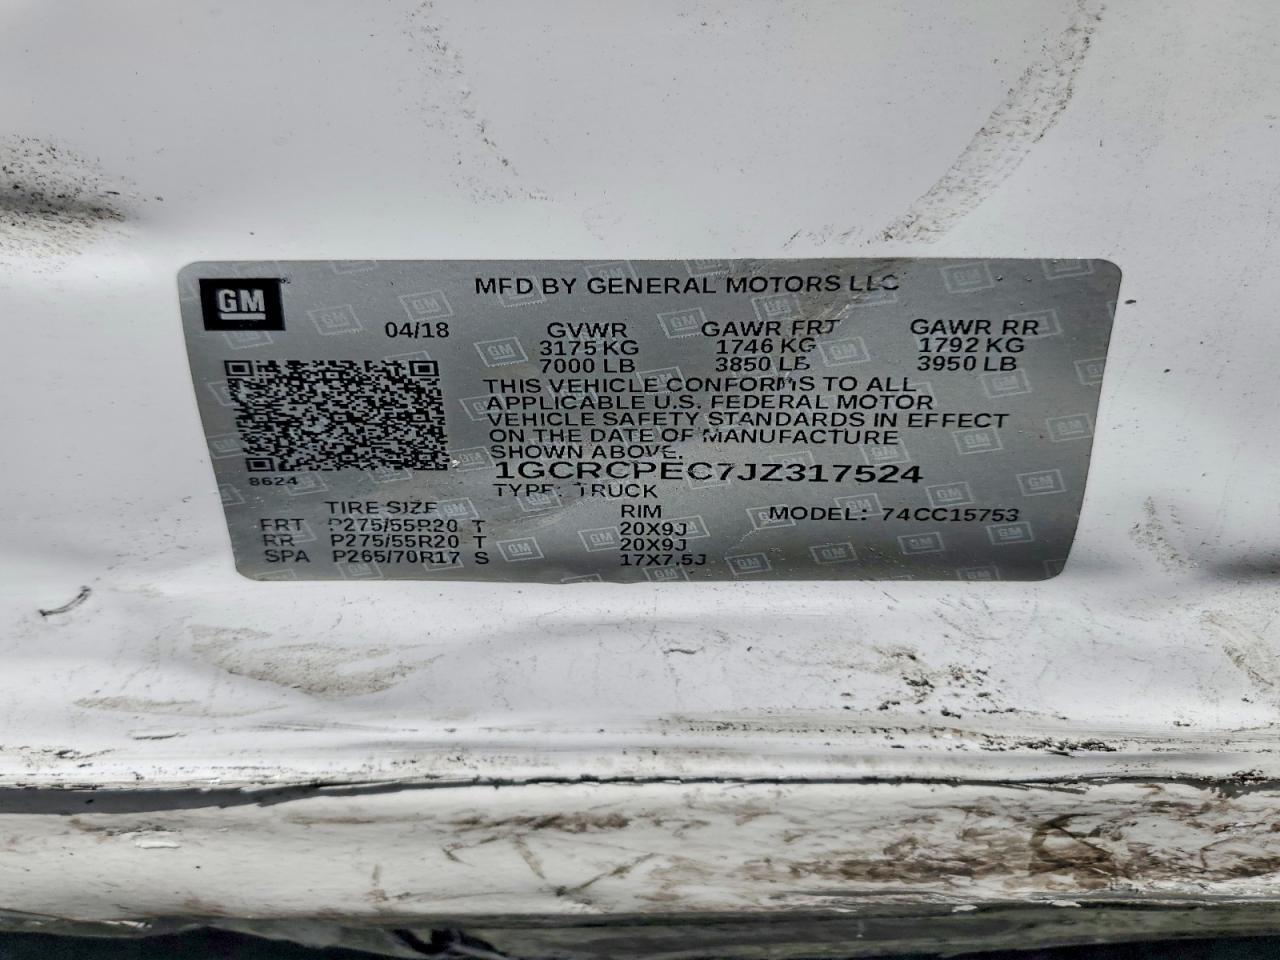 GM
MFD BY GENERAL MOTORS LLC
04/18 GVWR GAWR FRT GAWR RR
3175 KG 1746 KG 1792 KG
7000 LB 3850 LB 3950 LB
THIS VEHICLE CONFORMS TO ALL
APPLICABLE U.S. FEDERAL MOTOR
VEHICLE SAFETY STANDARDS IN EFFECT
ON THE DATE OF MANUFACTURE
SHOWN ABOVE.
8624
1GCRCPEC7JZ317524
TYPE: TRUCK
TIRE SIZE RIM MODEL: 74CC15753
FRT P275/55R20 T 20X9J
RR P275/55R20 T 20X9J
SPA P265/70R17 S 17X7.5J